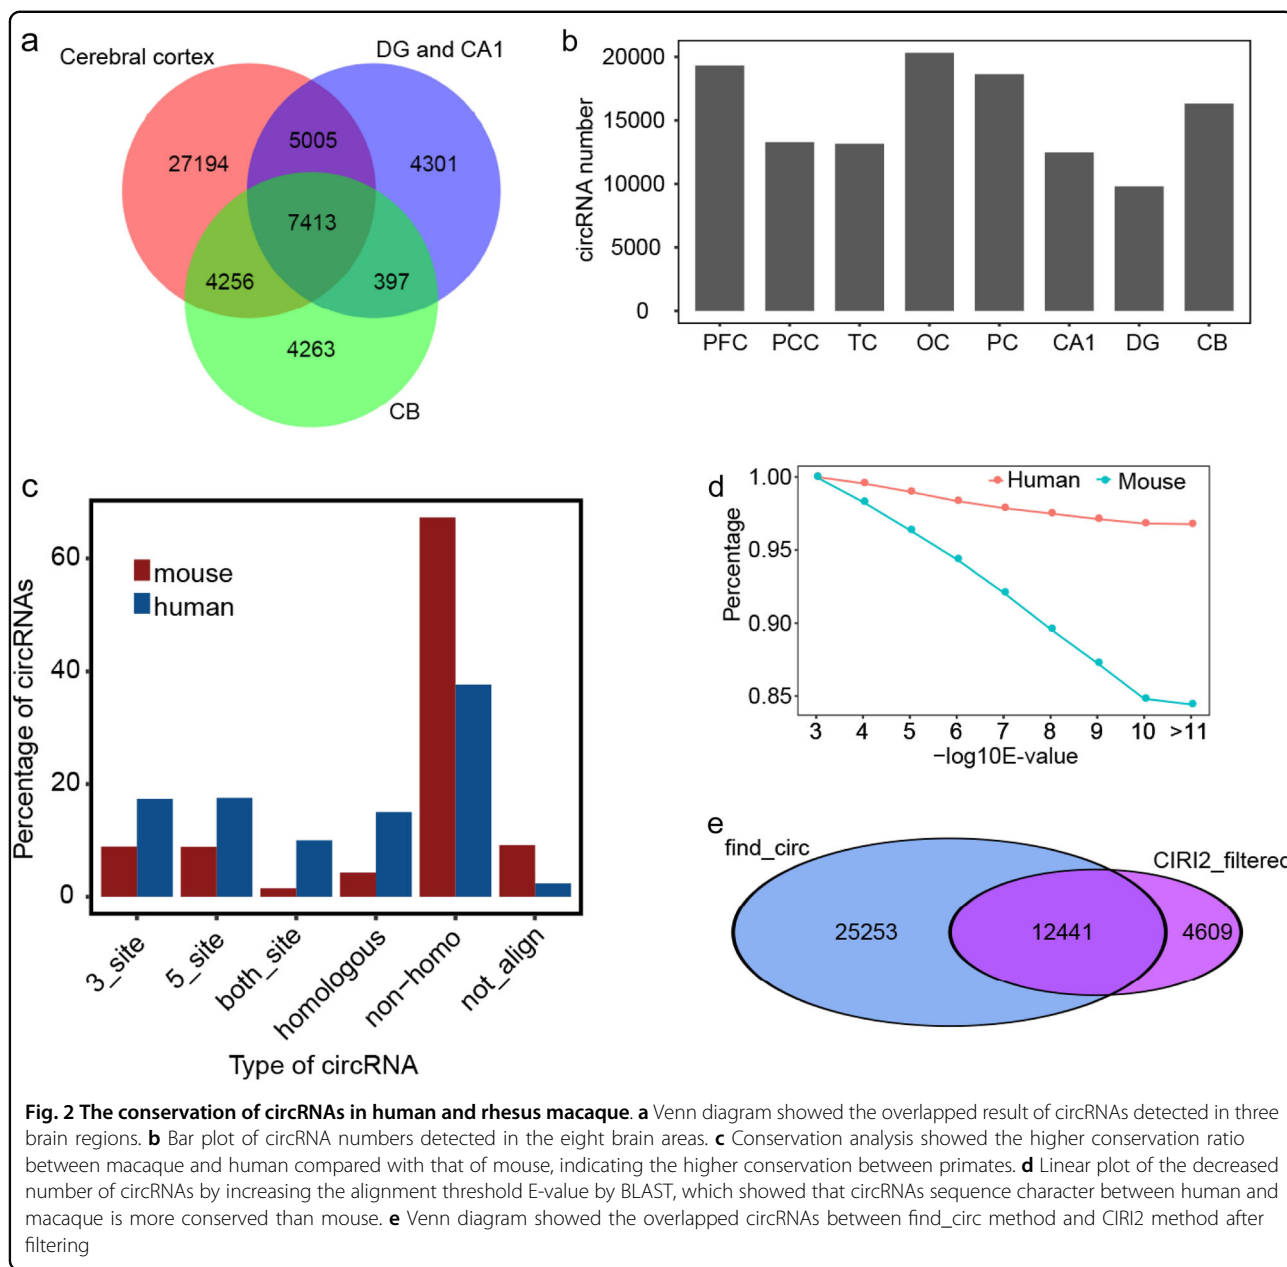 a
Cerebral cortex
DG and CA1
27194
5005
4301
7413
4256
397
4263
CB
b
circRNA number
20000
15000
10000
5000
0
PFC PCC TC OC PC CA1 DG CB
c
Percentage of circRNAs
60
40
20
0
mouse
human
3_site 5_site both_site homologous non-homo not_align
Type of circRNA
d
Percentage
1.00
0.95
0.90
0.85
Human Mouse
3 4 5 6 7 8 9 10 >11
−log10E-value
e
find_circ
CIRI2_filtered
25253 12441 4609
Fig. 2 The conservation of circRNAs in human and rhesus macaque. a Venn diagram showed the overlapped result of circRNAs detected in three
brain regions. b Bar plot of circRNA numbers detected in the eight brain areas. c Conservation analysis showed the higher conservation ratio
between macaque and human compared with that of mouse, indicating the higher conservation between primates. d Linear plot of the decreased
number of circRNAs by increasing the alignment threshold E-value by BLAST, which showed that circRNAs sequence character between human and
macaque is more conserved than mouse. e Venn diagram showed the overlapped circRNAs between find_circ method and CIRI2 method after
filtering